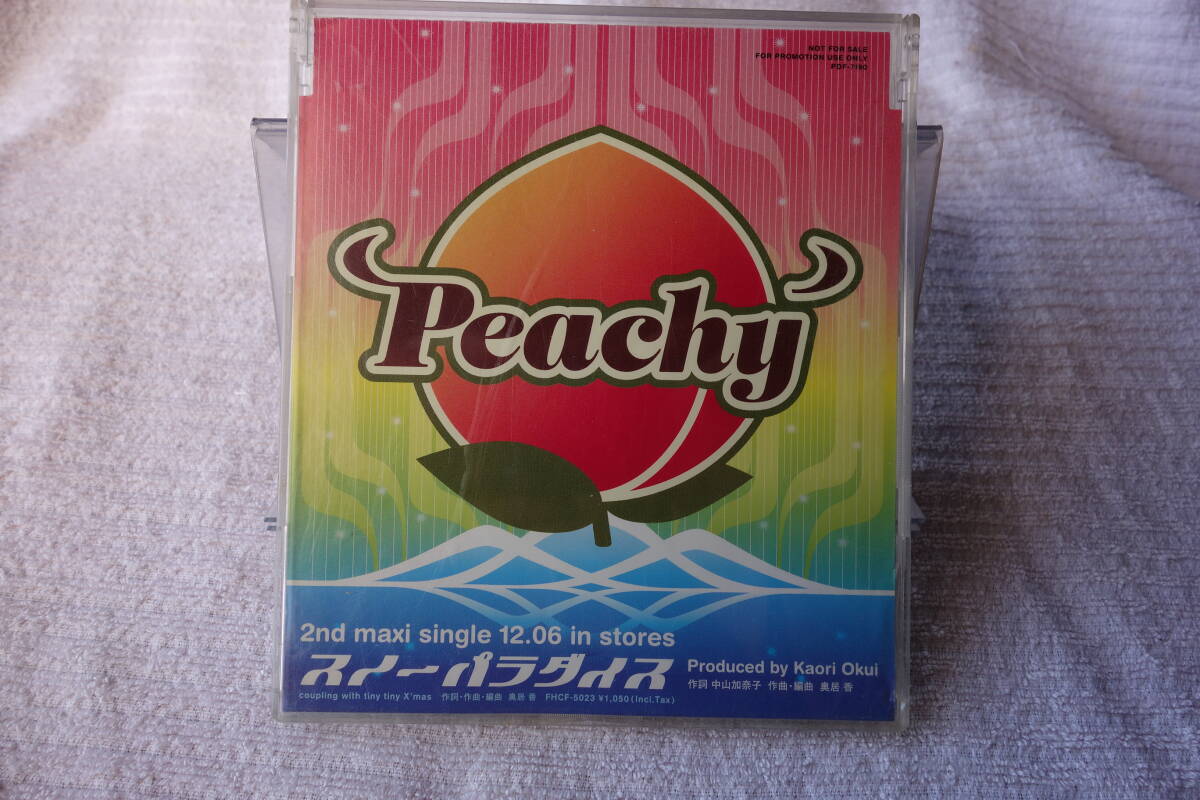 NOT FOR SALE
FOR PROMOTION USE ONLY
PDF-7190
Peachy
2nd maxi single 12.06 in stores
スノーパラダイス
Produced by Kaori Okui
作詞 中山加奈子 作曲・編曲 奥居 香
coupling with tiny tiny X'mas 作詞・作曲・編曲 奥居 香 FHCF-5023 ¥1,050(Incl.Tax)